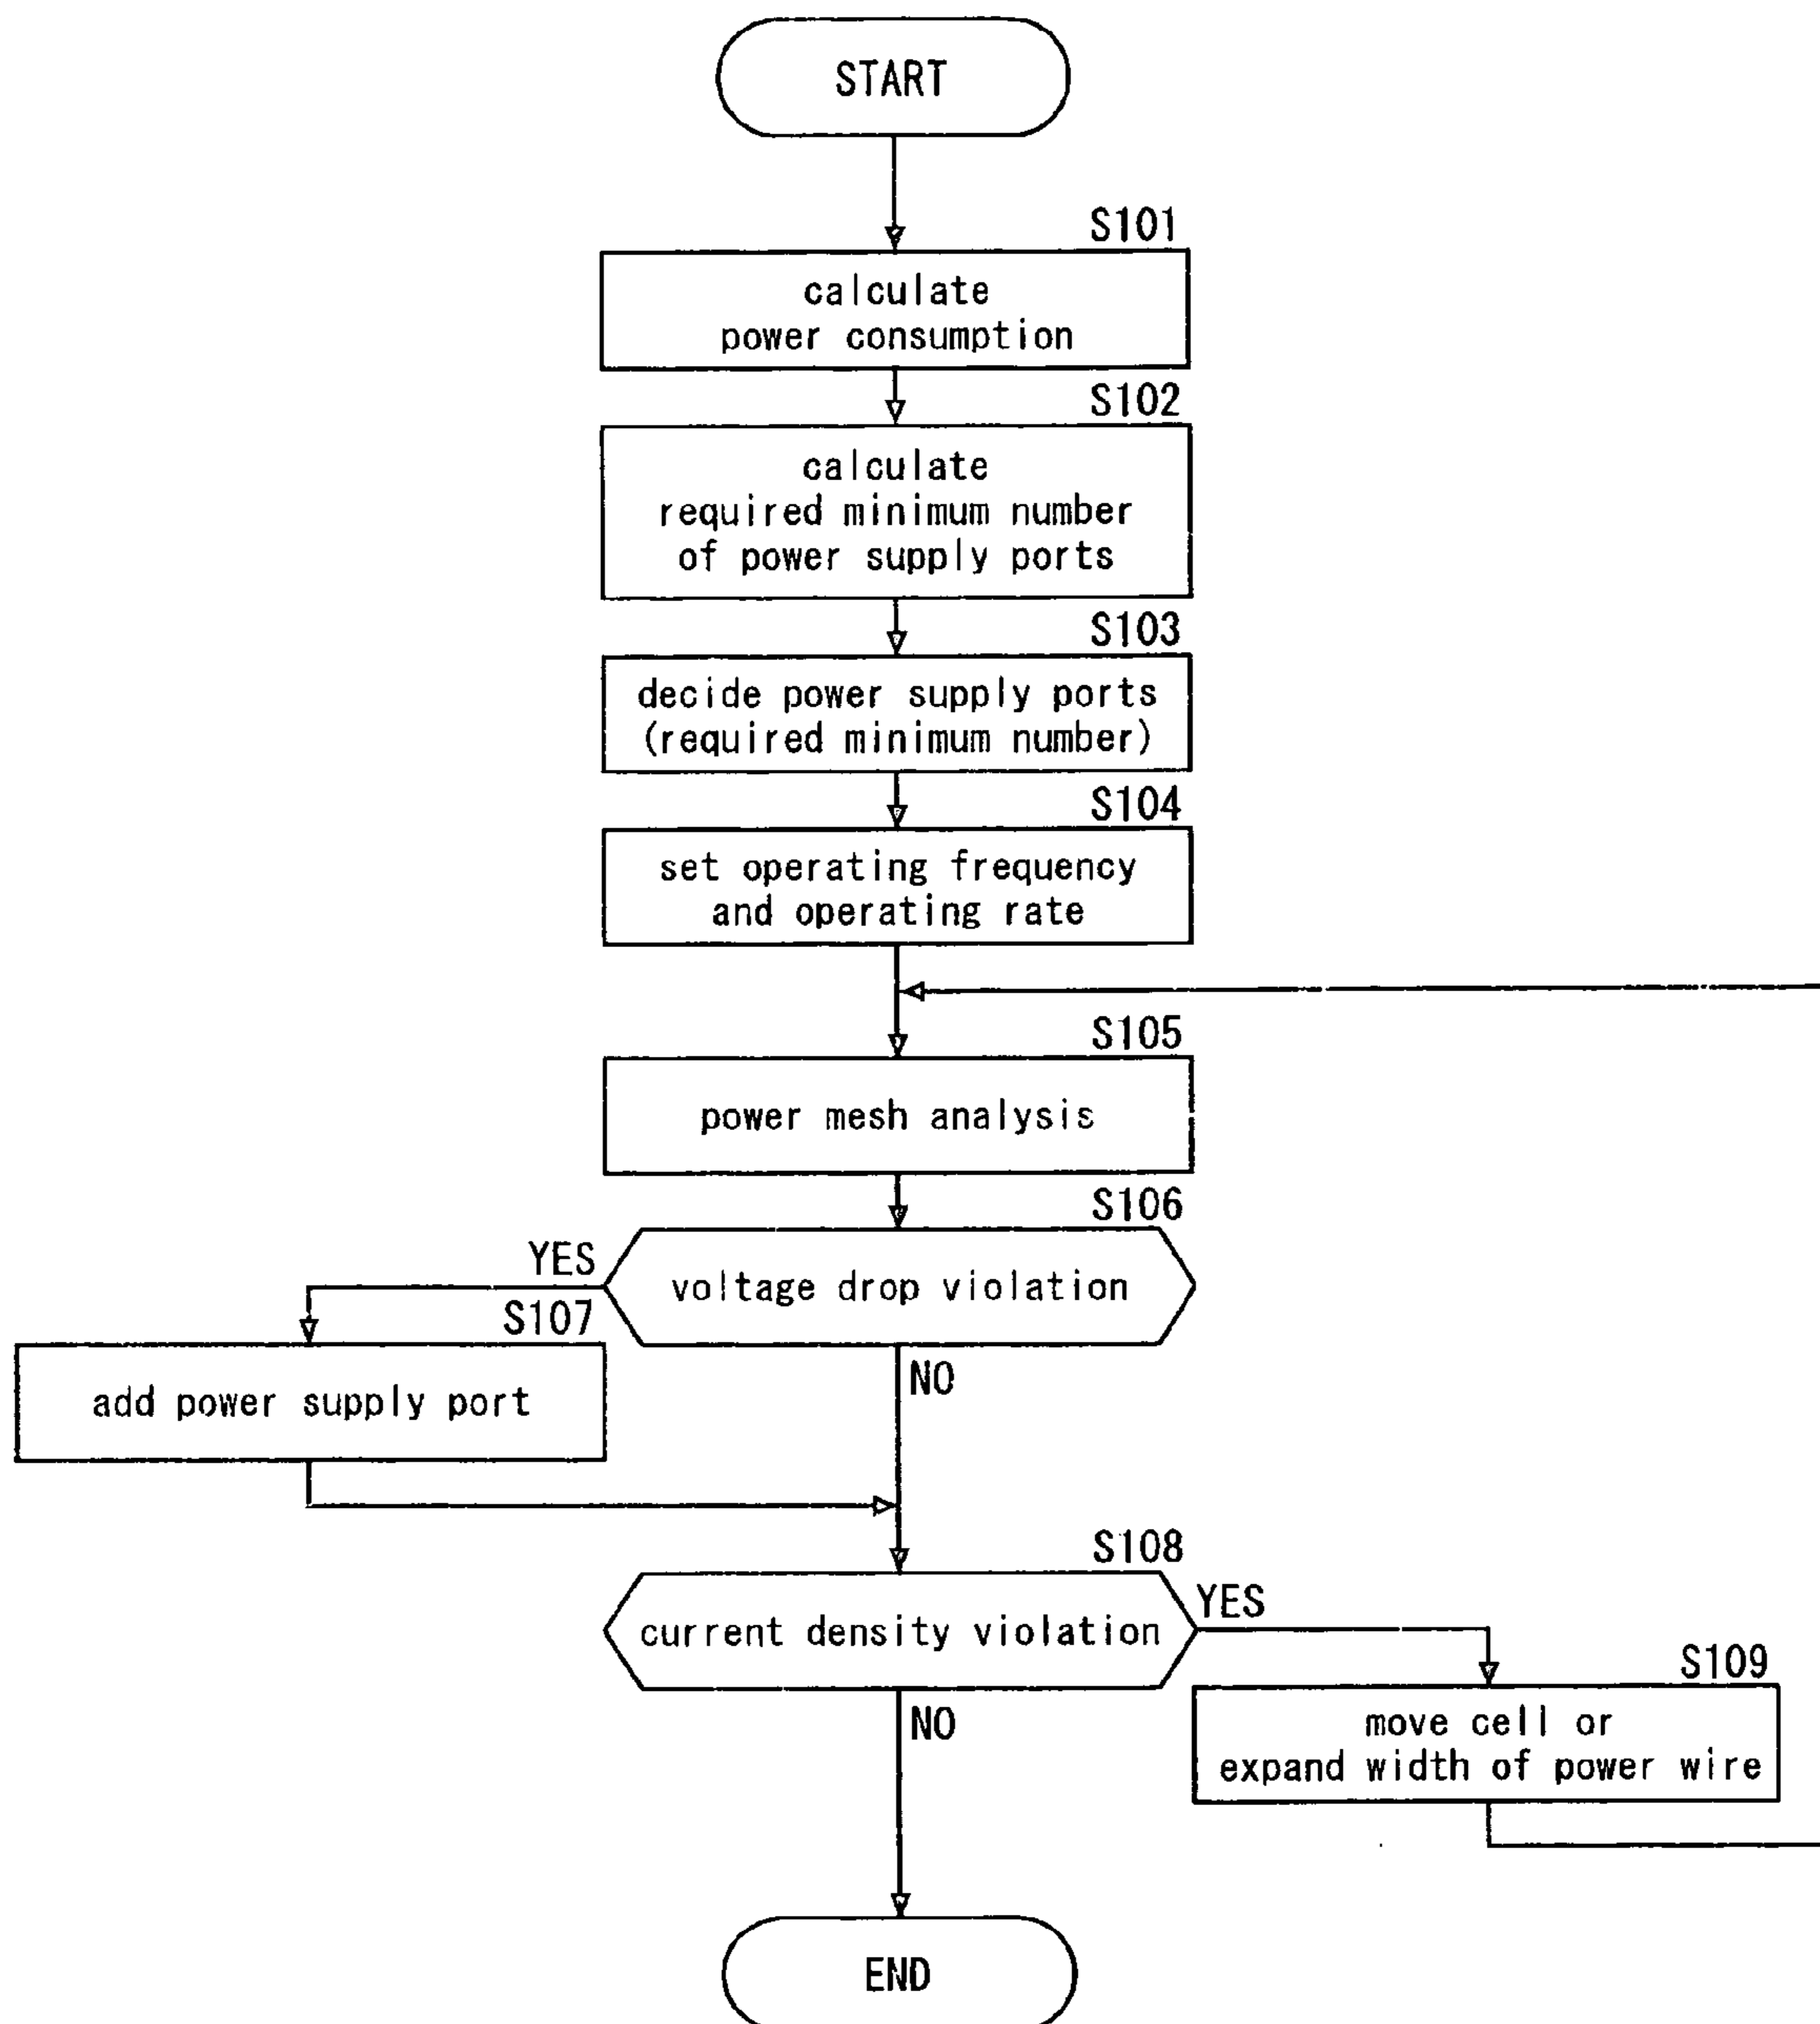 START
S101
calculate
power consumption
S102
calculate
required minimum number
of power supply ports
S103
decide power supply ports
(required minimum number)
S104
set operating frequency
and operating rate
S105
power mesh analysis
S106
YES
voltage drop violation
S107
NO
add power supply port
S108
YES
current density violation
S109
NO
move cell or
expand width of power wire
END